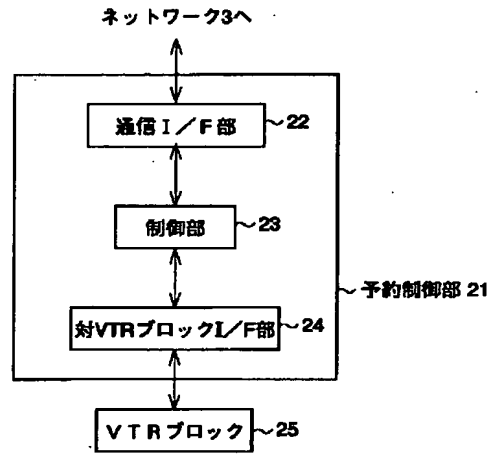 ネットワーク3へ
通信I/F部 ~22
制御部 ~23
予約制御部 21
対VTRブロックI/F部 ~24
VTRブロック ~25